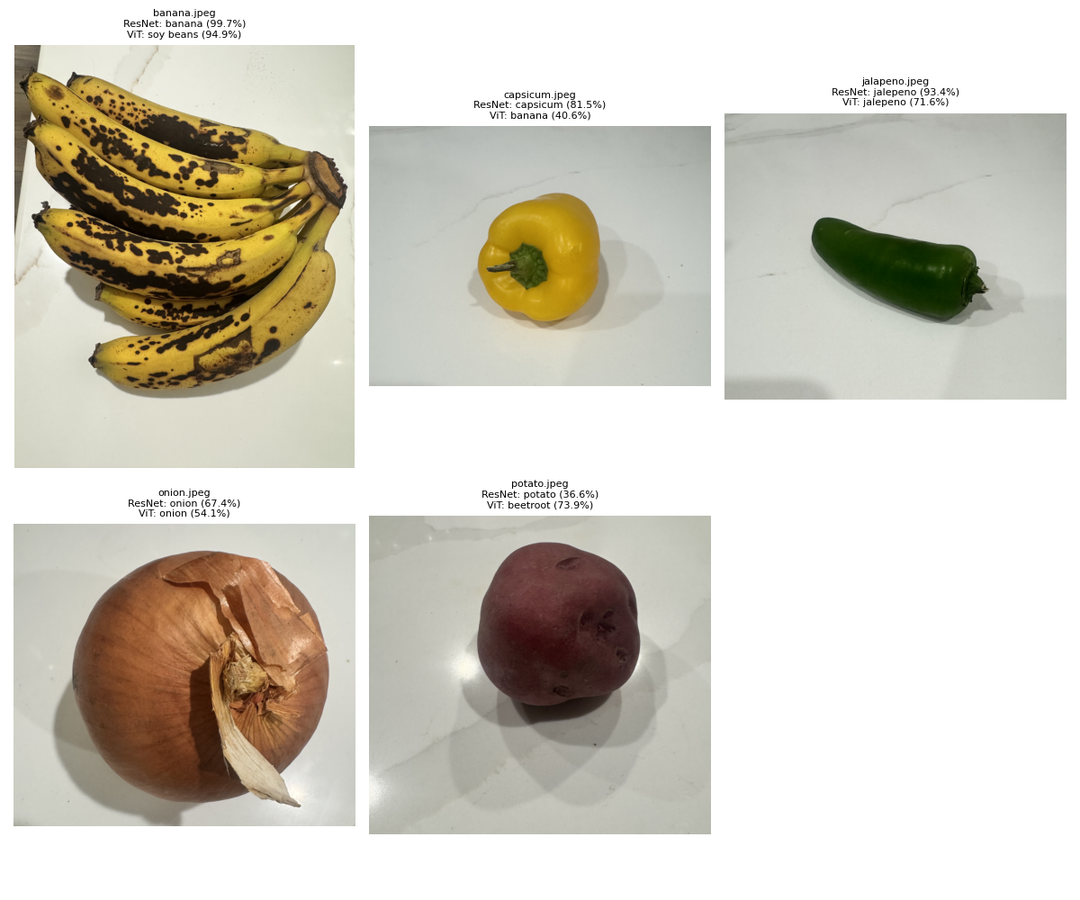 banana.jpeg
ResNet: banana (99.7%)
ViT: soy beans (94.9%)
capsicum.jpeg
ResNet: capsicum (81.5%)
ViT: banana (40.6%)
jalapeno.jpeg
ResNet: jalepeno (93.4%)
ViT: jalepeno (71.6%)
onion.jpeg
ResNet: onion (67.4%)
ViT: onion (54.1%)
potato.jpeg
ResNet: potato (36.6%)
ViT: beetroot (73.9%)